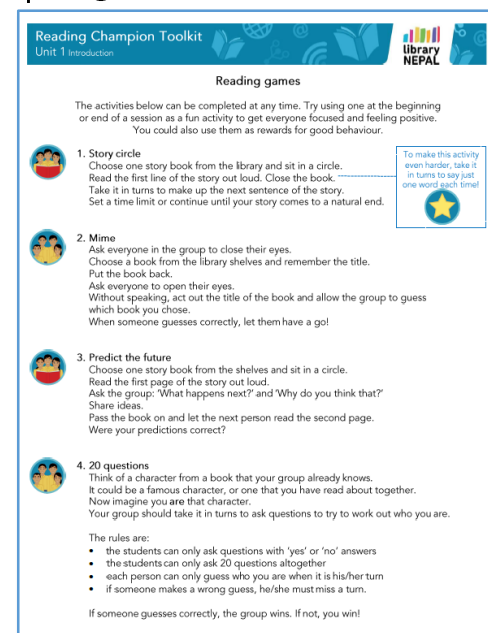 Reading Champion Toolkit
Unit 1 Introduction
library
NEPAL
Reading games
The activities below can be completed at any time. Try using one at the beginning
or end of a session as a fun activity to get everyone focused and feeling positive.
You could also use them as rewards for good behaviour.
1. Story circle
Choose one story book from the library and sit in a circle.
Read the first line of the story out loud. Close the book.
Take it in turns to make up the next sentence of the story.
Set a time limit or continue until your story comes to a natural end.
To make this activity
even harder, take it
in turns to say just
one word each time!
2. Mime
Ask everyone in the group to close their eyes.
Choose a book from the library shelves and remember the title.
Put the book back.
Ask everyone to open their eyes.
Without speaking, act out the title of the book and allow the group to guess
which book you chose.
When someone guesses correctly, let them have a go!
3. Predict the future
Choose one story book from the shelves and sit in a circle.
Read the first page of the story out loud.
Ask the group: ‘What happens next?’ and ‘Why do you think that?’
Share ideas.
Pass the book on and let the next person read the second page.
Were your predictions correct?
4. 20 questions
Think of a character from a book that your group already knows.
It could be a famous character, or one that you have read about together.
Now imagine you are that character.
Your group should take it in turns to ask questions to try to work out who you are.
The rules are:
• the students can only ask questions with ‘yes’ or ‘no’ answers
• the students can only ask 20 questions altogether
• each person can only guess who you are when it is his/her turn
• if someone makes a wrong guess, he/she must miss a turn.
If someone guesses correctly, the group wins. If not, you win!